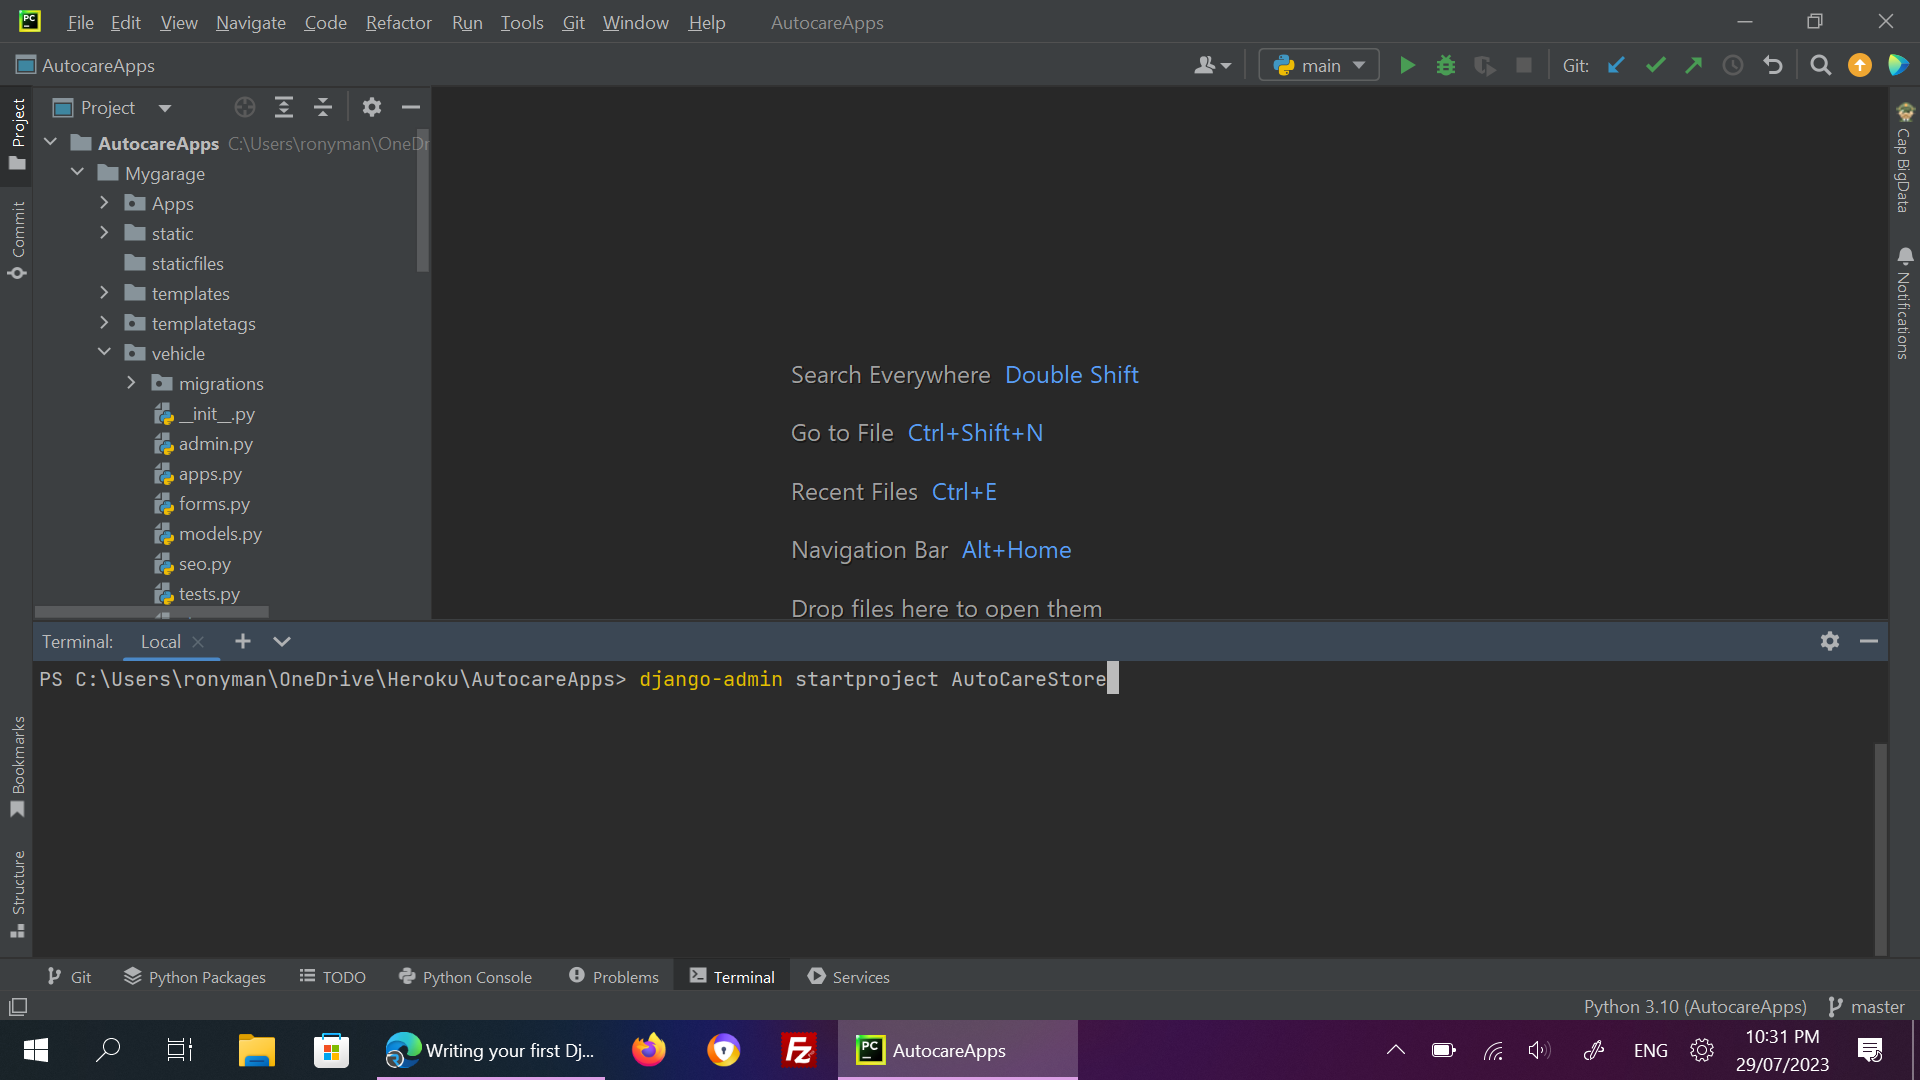 PC File Edit View Navigate Code Refactor Run Tools Git Window Help AutocareApps
AutocareApps main Git:
Project
AutocareApps C:\Users\ronyman\OneDr
Mygarage
Apps
static
staticfiles
templates
templatetags
vehicle
migrations
__init__.py
admin.py
apps.py
forms.py
models.py
seo.py
tests.py
Project
Commit
Bookmarks
Structure
Search Everywhere Double Shift
Go to File Ctrl+Shift+N
Recent Files Ctrl+E
Navigation Bar Alt+Home
Drop files here to open them
Cap BigData
Notifications
Terminal: Local
PS C:\Users\ronyman\OneDrive\Heroku\AutocareApps> django-admin startproject AutoCareStore
Git Python Packages TODO Python Console Problems Terminal Services
Python 3.10 (AutocareApps) master
Writing your first Dj... Fz PC AutocareApps ENG 10:31 PM
29/07/2023